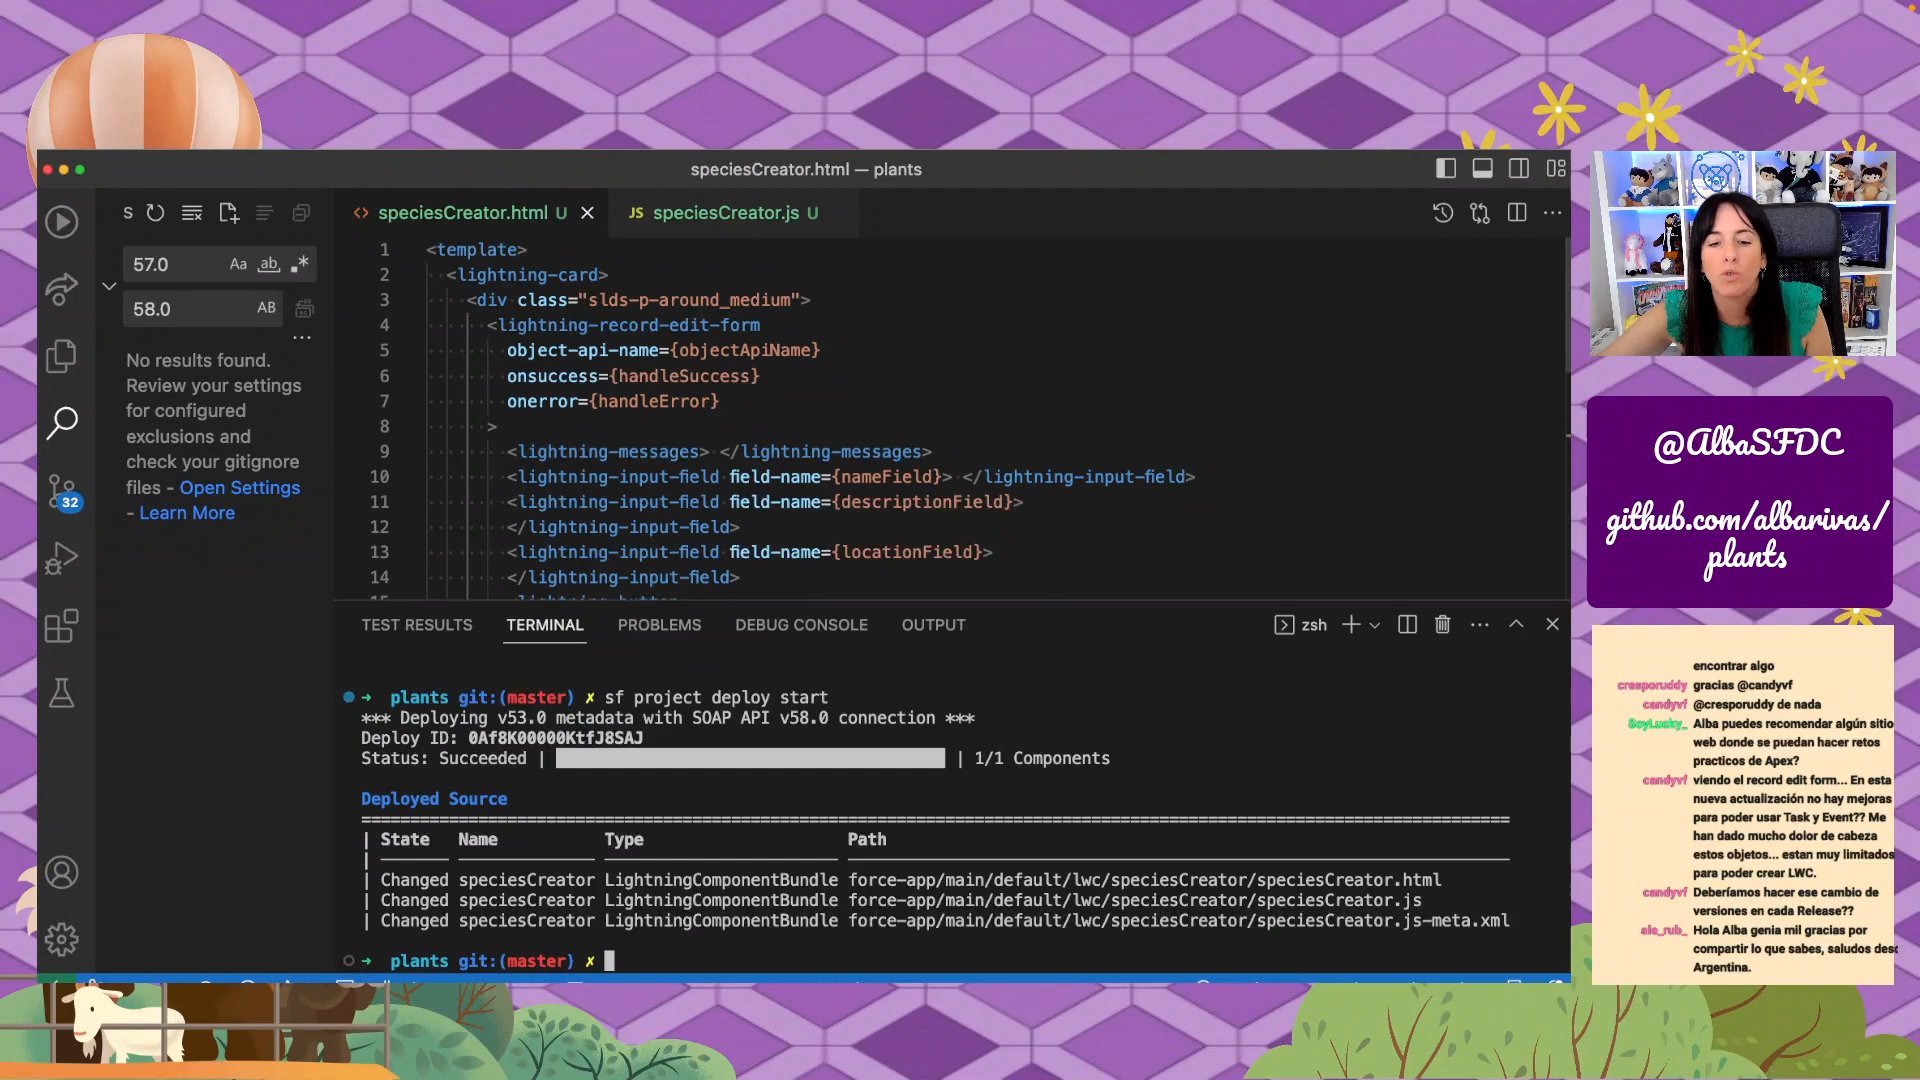 speciesCreator.html — plants
S
57.0
Aa
ab
58.0
AB
No results found.
Review your settings
for configured
exclusions and
check your gitignore
files - Open Settings
- Learn More
32
speciesCreator.html U
JS speciesCreator.js U
1 <template>
2 <lightning-card>
3 <div class="slds-p-around_medium">
4 <lightning-record-edit-form
5 object-api-name={objectApiName}
6 onsuccess={handleSuccess}
7 onerror={handleError}
8 >
9 <lightning-messages> </lightning-messages>
10 <lightning-input-field field-name={nameField}> </lightning-input-field>
11 <lightning-input-field field-name={descriptionField}>
12 </lightning-input-field>
13 <lightning-input-field field-name={locationField}>
14 </lightning-input-field>
TEST RESULTS TERMINAL PROBLEMS DEBUG CONSOLE OUTPUT
zsh
➜ plants git:(master) ✗ sf project deploy start
*** Deploying v53.0 metadata with SOAP API v58.0 connection ***
Deploy ID: 0Af8K00000KtfJ8SAJ
Status: Succeeded | | 1/1 Components
Deployed Source
| State Name Type Path
| Changed speciesCreator LightningComponentBundle force-app/main/default/lwc/speciesCreator/speciesCreator.html
| Changed speciesCreator LightningComponentBundle force-app/main/default/lwc/speciesCreator/speciesCreator.js
| Changed speciesCreator LightningComponentBundle force-app/main/default/lwc/speciesCreator/speciesCreator.js-meta.xml
➜ plants git:(master) ✗
@AlbaSFDC
github.com/albarivas/
plants
encontrar algo
cresporuddy gracias @candyvf
candyvf @cresporuddy de nada
SoyLucky_ Alba puedes recomendar algún sitio
web donde se puedan hacer retos
practicos de Apex?
candyvf viendo el record edit form... En esta
nueva actualización no hay mejoras
para poder usar Task y Event?? Me
han dado mucho dolor de cabeza
estos objetos... estan muy limitados
para poder crear LWC.
candyvf Deberíamos hacer ese cambio de
versiones en cada Release??
ale_rub_ Hola Alba genia mil gracias por
compartir lo que sabes, saludos
Argentina.